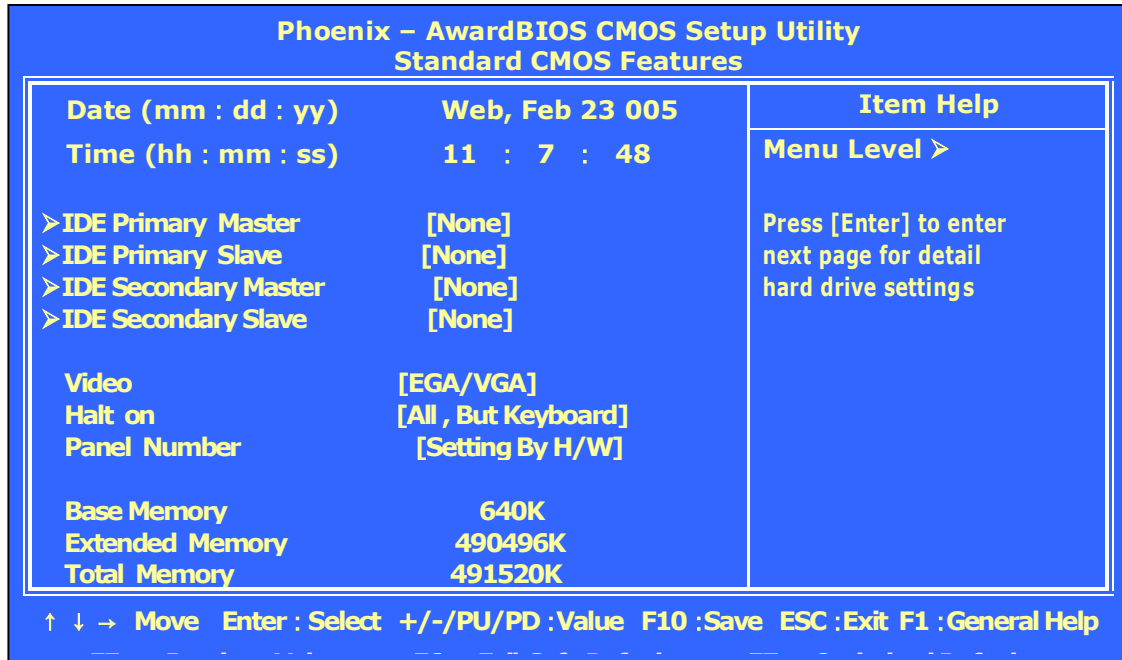 Phoenix – AwardBIOS CMOS Setup Utility
Standard CMOS Features
Date (mm : dd : yy) Web, Feb 23 005
Time (hh : mm : ss) 11 : 7 : 48
➢IDE Primary Master [None]
➢IDE Primary Slave [None]
➢IDE Secondary Master [None]
➢IDE Secondary Slave [None]
Video [EGA/VGA]
Halt on [All , But Keyboard]
Panel Number [Setting By H/W]
Base Memory 640K
Extended Memory 490496K
Total Memory 491520K
Item Help
Menu Level ➢
Press [Enter] to enter
next page for detail
hard drive settings
↑ ↓ → Move Enter : Select +/-/PU/PD : Value F10 : Save ESC : Exit F1 : General Help